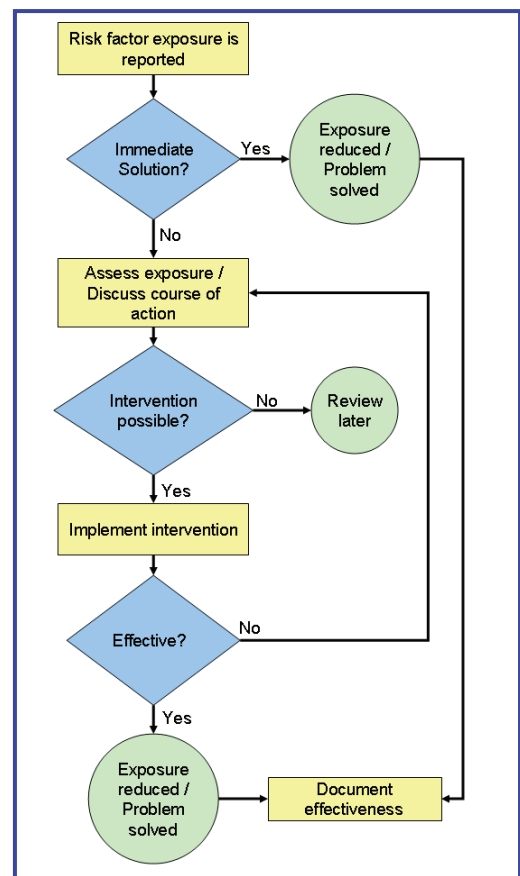 Risk factor exposure is
reported
Immediate
Solution?
Yes
Exposure
reduced /
Problem
solved
No
Assess exposure /
Discuss course of
action
Intervention
possible?
No
Review
later
Yes
Implement intervention
Effective?
No
Yes
Exposure
reduced /
Problem
solved
Document
effectiveness